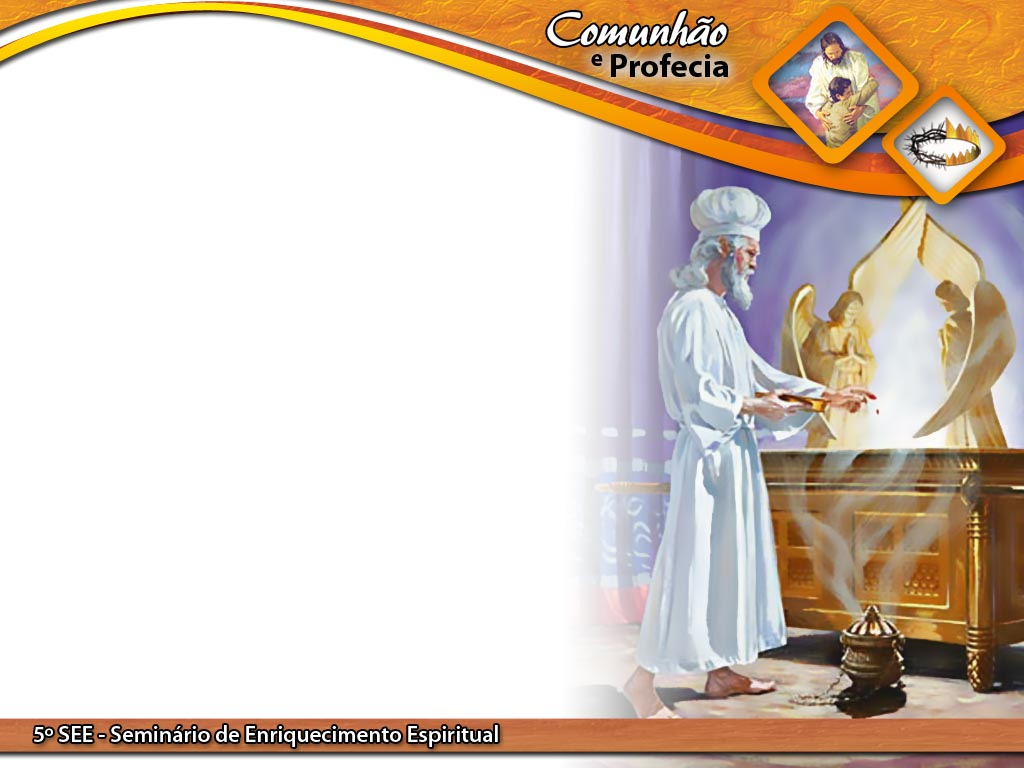 Comunhão
e Profecia
5º SEE - Seminário de Enriquecimento Espiritual